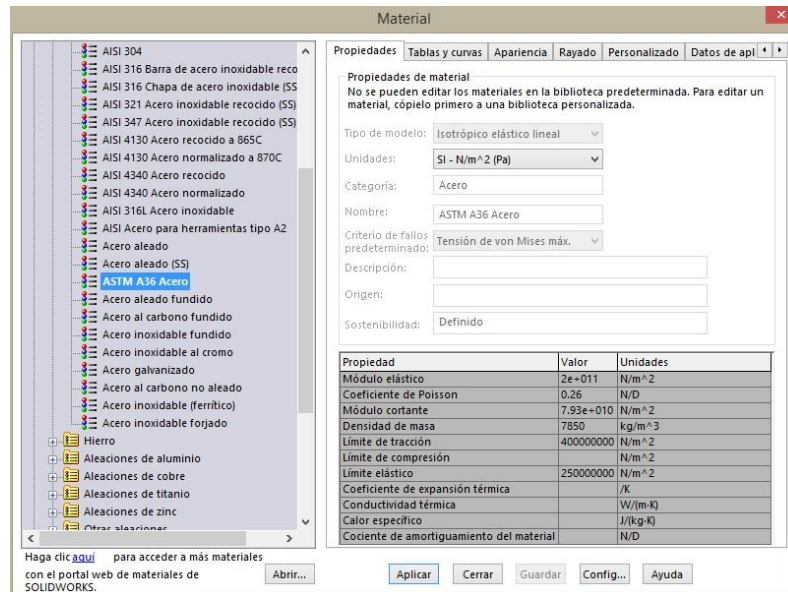 Material
AISI 304
AISI 316 Barra de acero inoxidable reco
AISI 316 Chapa de acero inoxidable (SS
AISI 321 Acero inoxidable recocido (SS)
AISI 347 Acero inoxidable recocido (SS)
AISI 4130 Acero recocido a 865C
AISI 4130 Acero normalizado a 870C
AISI 4340 Acero recocido
AISI 4340 Acero normalizado
AISI 316L Acero inoxidable
AISI Acero para herramientas tipo A2
Acero aleado
Acero aleado (SS)
ASTM A36 Acero
Acero aleado fundido
Acero al carbono fundido
Acero inoxidable fundido
Acero inoxidable al cromo
Acero galvanizado
Acero al carbono no aleado
Acero inoxidable (ferrítico)
Acero inoxidable forjado
Hierro
Aleaciones de aluminio
Aleaciones de cobre
Aleaciones de titanio
Aleaciones de zinc
Otras aleaciones
Haga clic aquí para acceder a más materiales
con el portal web de materiales de
SOLIDWORKS.
Abrir...
Propiedades Tablas y curvas Apariencia Rayado Personalizado Datos de apl
Propiedades de material
No se pueden editar los materiales en la biblioteca predeterminada. Para editar un
material, cópielo primero a una biblioteca personalizada.
Tipo de modelo: Isotrópico elástico lineal
Unidades: SI - N/m^2 (Pa)
Categoría: Acero
Nombre: ASTM A36 Acero
Criterio de fallos
predeterminado: Tensión de von Mises máx.
Descripción:
Origen:
Sostenibilidad: Definido
Propiedad Valor Unidades
Módulo elástico 2e+011 N/m^2
Coeficiente de Poisson 0.26 N/D
Módulo cortante 7.93e+010 N/m^2
Densidad de masa 7850 kg/m^3
Límite de tracción 400000000 N/m^2
Límite de compresión N/m^2
Límite elástico 250000000 N/m^2
Coeficiente de expansión térmica /K
Conductividad térmica W/(m·K)
Calor específico J/(kg·K)
Cociente de amortiguamiento del material N/D
Aplicar Cerrar Guardar Config... Ayuda